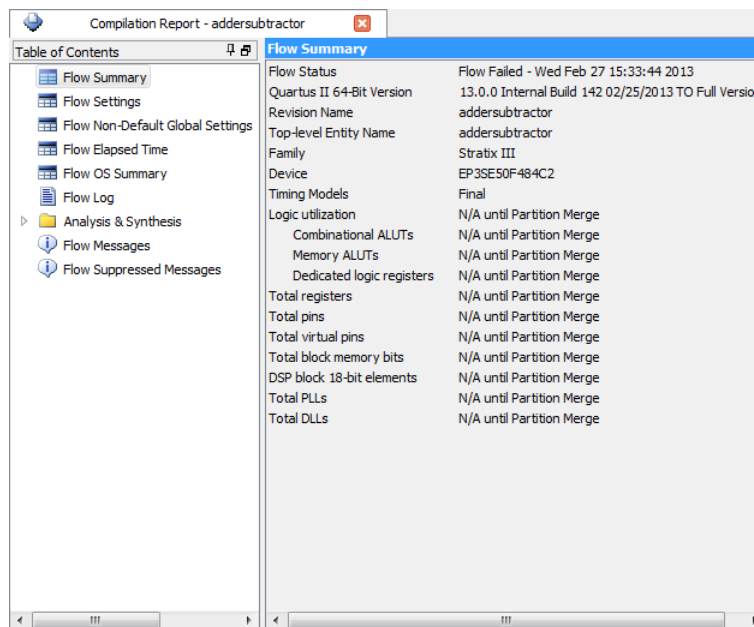 Compilation Report - addersubtractor
Table of Contents
Flow Summary
Flow Settings
Flow Non-Default Global Settings
Flow Elapsed Time
Flow OS Summary
Flow Log
Analysis & Synthesis
Flow Messages
Flow Suppressed Messages
Flow Summary
Flow Status Flow Failed - Wed Feb 27 15:33:44 2013
Quartus II 64-Bit Version 13.0.0 Internal Build 142 02/25/2013 TO Full Versio
Revision Name addersubtractor
Top-level Entity Name addersubtractor
Family Stratix III
Device EP3SE50F484C2
Timing Models Final
Logic utilization N/A until Partition Merge
Combinational ALUTs N/A until Partition Merge
Memory ALUTs N/A until Partition Merge
Dedicated logic registers N/A until Partition Merge
Total registers N/A until Partition Merge
Total pins N/A until Partition Merge
Total virtual pins N/A until Partition Merge
Total block memory bits N/A until Partition Merge
DSP block 18-bit elements N/A until Partition Merge
Total PLLs N/A until Partition Merge
Total DLLs N/A until Partition Merge